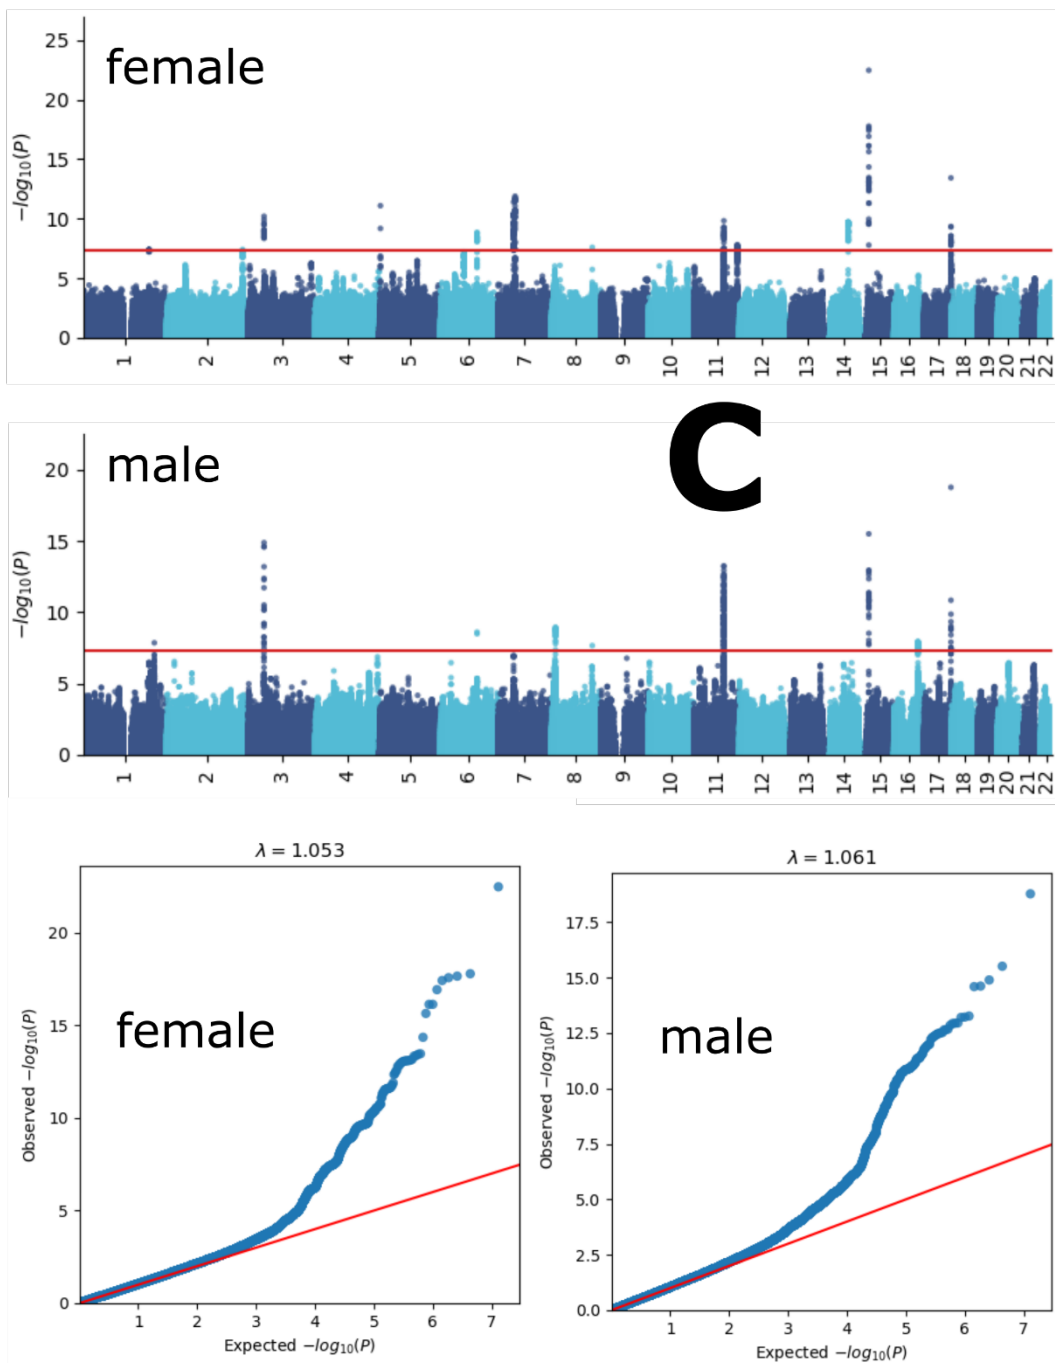 female
25
20
15
10
5
0
−log10(P)
1 2 3 4 5 6 7 8 9 10 11 12 13 14 15 16 17 18 19 20 21 22
C
male
20
15
10
5
0
−log10(P)
1 2 3 4 5 6 7 8 9 10 11 12 13 14 15 16 17 18 19 20 21 22
λ = 1.053
female
20
15
10
5
0
Observed −log10(P)
1 2 3 4 5 6 7
Expected −log10(P)
λ = 1.061
male
17.5
15.0
12.5
10.0
7.5
5.0
2.5
0.0
Observed −log10(P)
1 2 3 4 5 6 7
Expected −log10(P)